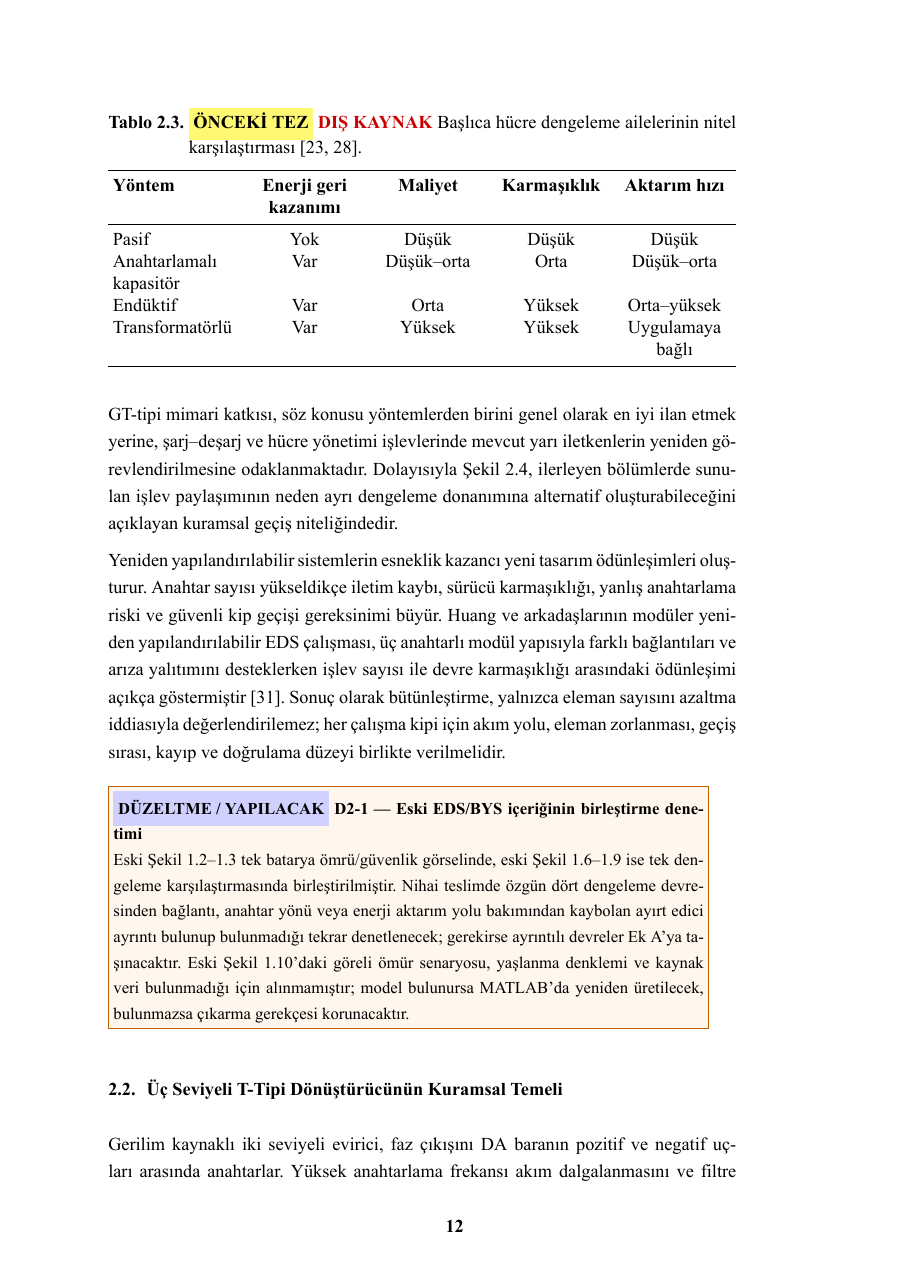 Tablo 2.3. ÖNCEKİ TEZ DIŞ KAYNAK Başlıca hücre dengeleme ailelerinin nitel
karşılaştırması [23, 28].
Yöntem Enerji geri kazanımı Maliyet Karmaşıklık Aktarım hızı
Pasif Yok Düşük Düşük Düşük
Anahtarlamalı kapasitör Var Düşük–orta Orta Düşük–orta
Endüktif Var Orta Yüksek Orta–yüksek
Transformatörlü Var Yüksek Yüksek Uygulamaya bağlı
GT-tipi mimari katkısı, söz konusu yöntemlerden birini genel olarak en iyi ilan etmek
yerine, şarj–deşarj ve hücre yönetimi işlevlerinde mevcut yarı iletkenlerin yeniden gö-
revlendirilmesine odaklanmaktadır. Dolayısıyla Şekil 2.4, ilerleyen bölümlerde sunu-
lan işlev paylaşımının neden ayrı dengeleme donanımına alternatif oluşturabileceğini
açıklayan kuramsal geçiş niteliğindedir.
Yeniden yapılandırılabilir sistemlerin esneklik kazancı yeni tasarım ödünleşimleri oluş-
turur. Anahtar sayısı yükseldikçe iletim kaybı, sürücü karmaşıklığı, yanlış anahtarlama
riski ve güvenli kip geçişi gereksinimi büyür. Huang ve arkadaşlarının modüler yeni-
den yapılandırılabilir EDS çalışması, üç anahtarlı modül yapısıyla farklı bağlantıları ve
arıza yalıtımını desteklerken işlev sayısı ile devre karmaşıklığı arasındaki ödünleşimi
açıkça göstermiştir [31]. Sonuç olarak bütünleştirme, yalnızca eleman sayısını azaltma
iddiasıyla değerlendirilemez; her çalışma kipi için akım yolu, eleman zorlanması, geçiş
sırası, kayıp ve doğrulama düzeyi birlikte verilmelidir.
DÜZELTME / YAPILACAK D2-1 — Eski EDS/BYS içeriğinin birleştirme dene-
timi
Eski Şekil 1.2–1.3 tek batarya ömrü/güvenlik görselinde, eski Şekil 1.6–1.9 ise tek den-
geleme karşılaştırmasında birleştirilmiştir. Nihai teslimde özgün dört dengeleme devre-
sinden bağlantı, anahtar yönü veya enerji aktarım yolu bakımından kaybolan ayırt edici
ayrıntı bulunup bulunmadığı tekrar denetlenecek; gerekirse ayrıntılı devreler Ek A’ya ta-
şınacaktır. Eski Şekil 1.10’daki göreli ömür senaryosu, yaşlanma denklemi ve kaynak
veri bulunmadığı için alınmamıştır; model bulunursa MATLAB’da yeniden üretilecek,
bulunmazsa çıkarma gerekçesi korunacaktır.
2.2. Üç Seviyeli T-Tipi Dönüştürücünün Kuramsal Temeli
Gerilim kaynaklı iki seviyeli evirici, faz çıkışını DA baranın pozitif ve negatif uç-
ları arasında anahtarlar. Yüksek anahtarlama frekansı akım dalgalanmasını ve filtre
12